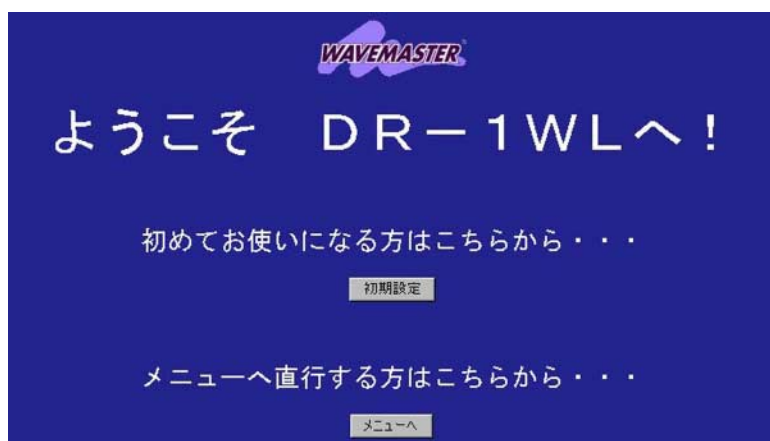 WAVEMASTER
ようこそ　ＤＲ－１ＷＬへ！
初めてお使いになる方はこちらから・・・
初期設定
メニューへ直行する方はこちらから・・・
メニューへ